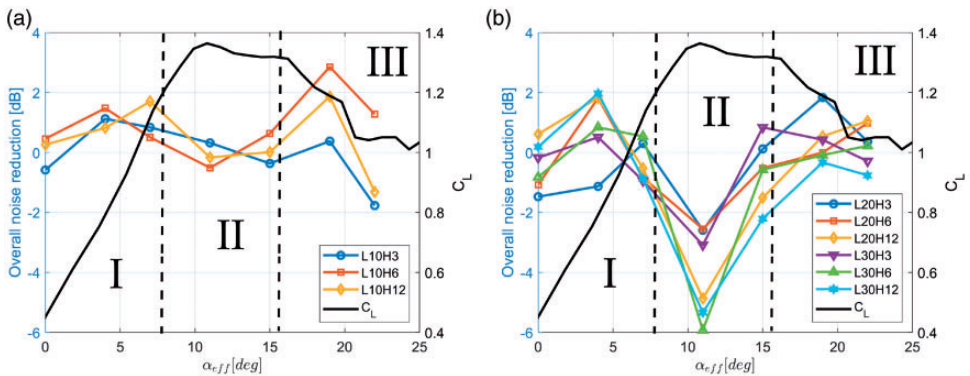 (a)
4
2
0
-2
-4
-6
Overall noise reduction [dB]
I
II
III
L10H3
L10H6
L10H12
C_L
1.4
1.2
1
0.8
0.6
0.4
C_L
0
5
10
15
20
25
α_eff[deg]
(b)
4
2
0
-2
-4
-6
Overall noise reduction [dB]
I
II
III
L20H3
L20H6
L20H12
L30H3
L30H6
L30H12
C_L
1.4
1.2
1
0.8
0.6
0.4
C_L
0
5
10
15
20
25
α_eff[deg]